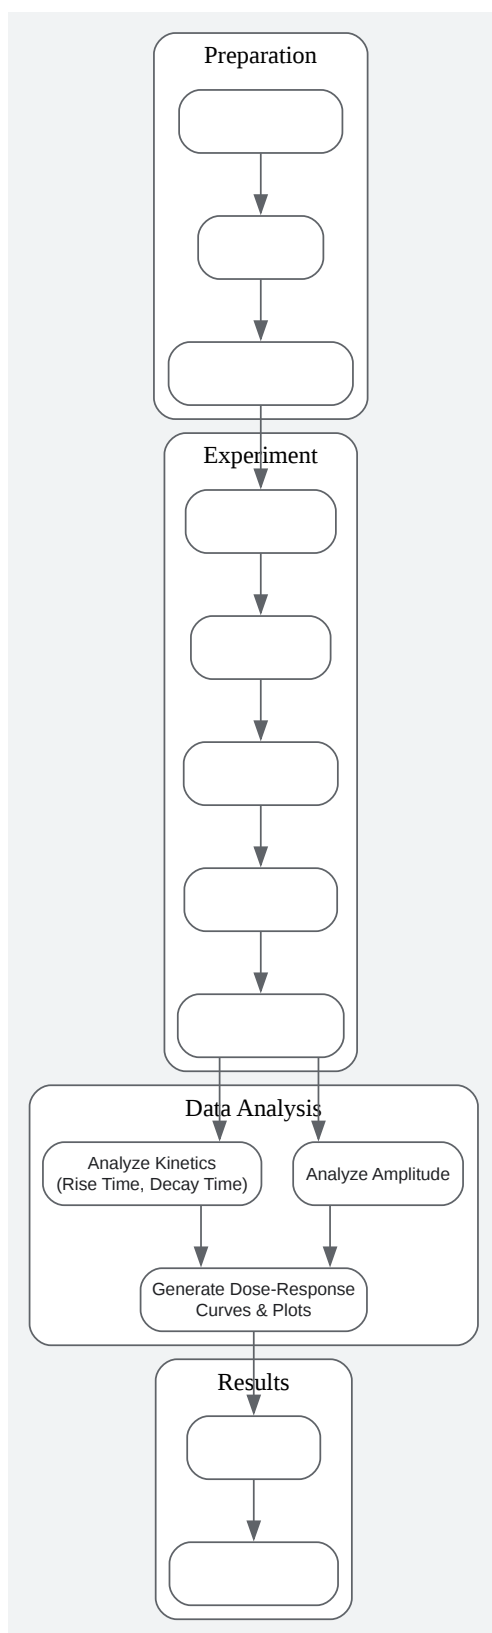 Preparation
Experiment
Data Analysis
Analyze Kinetics
(Rise Time, Decay Time)
Analyze Amplitude
Generate Dose-Response
Curves & Plots
Results